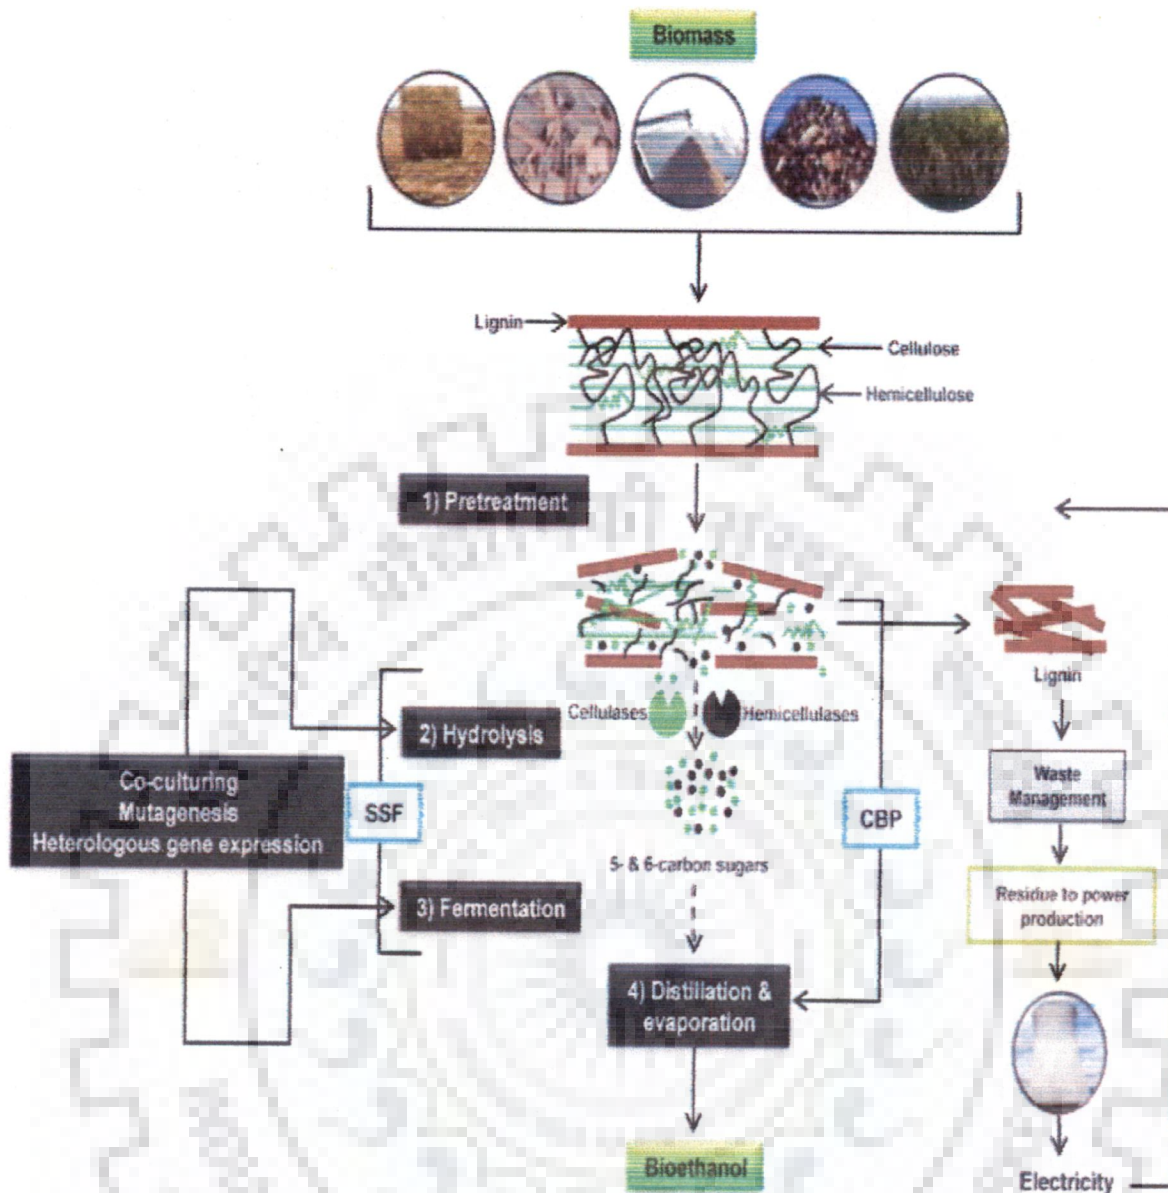 Biomass
Lignin
Cellulose
Hemicellulose
1) Pretreatment
Lignin
Cellulases
Hemicellulases
2) Hydrolysis
Co-culturing
Mutagenesis
Heterologous gene expression
SSF
CBP
Waste
Management
5- & 6-carbon sugars
3) Fermentation
Residue to power
production
4) Distillation &
evaporation
Bioethanol
Electricity